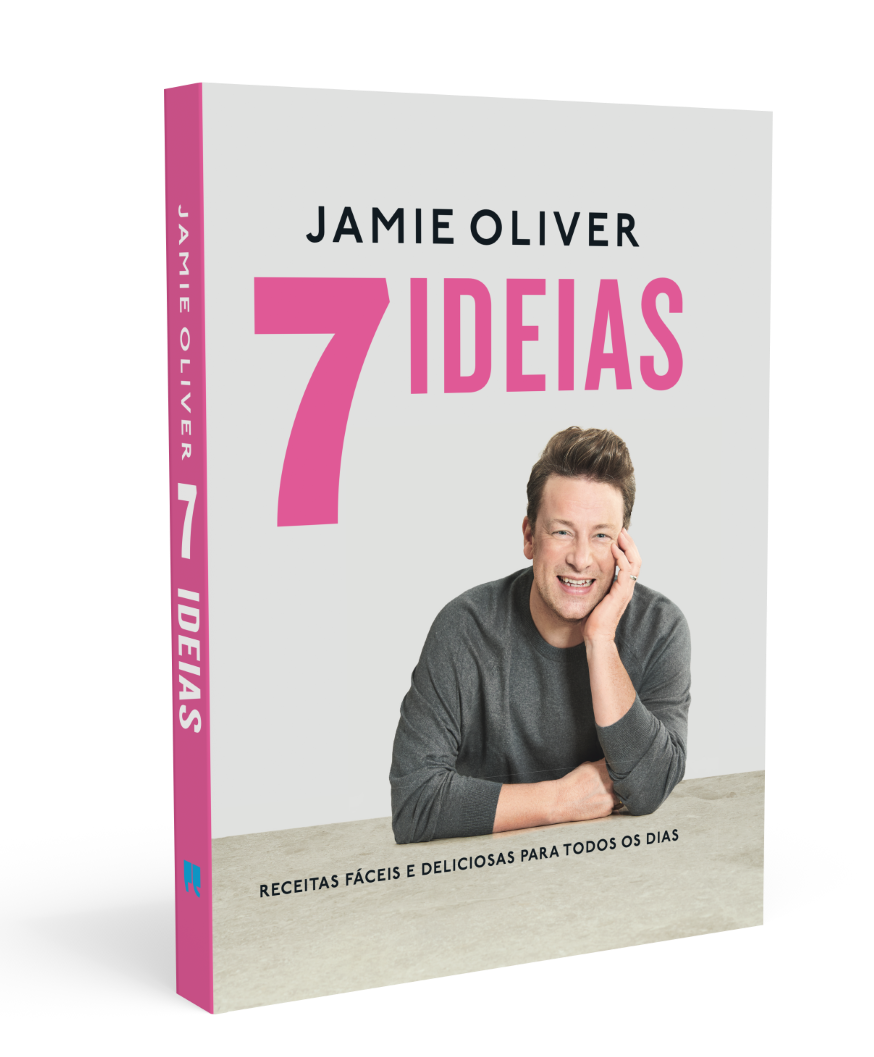 JAMIE OLIVER
7 IDEIAS
RECEITAS FÁCEIS E DELICIOSAS PARA TODOS OS DIAS
JAMIE OLIVER 7 IDEIAS